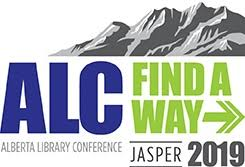 ALC FIND A
WAY
ALBERTA LIBRARY CONFERENCE JASPER 2019